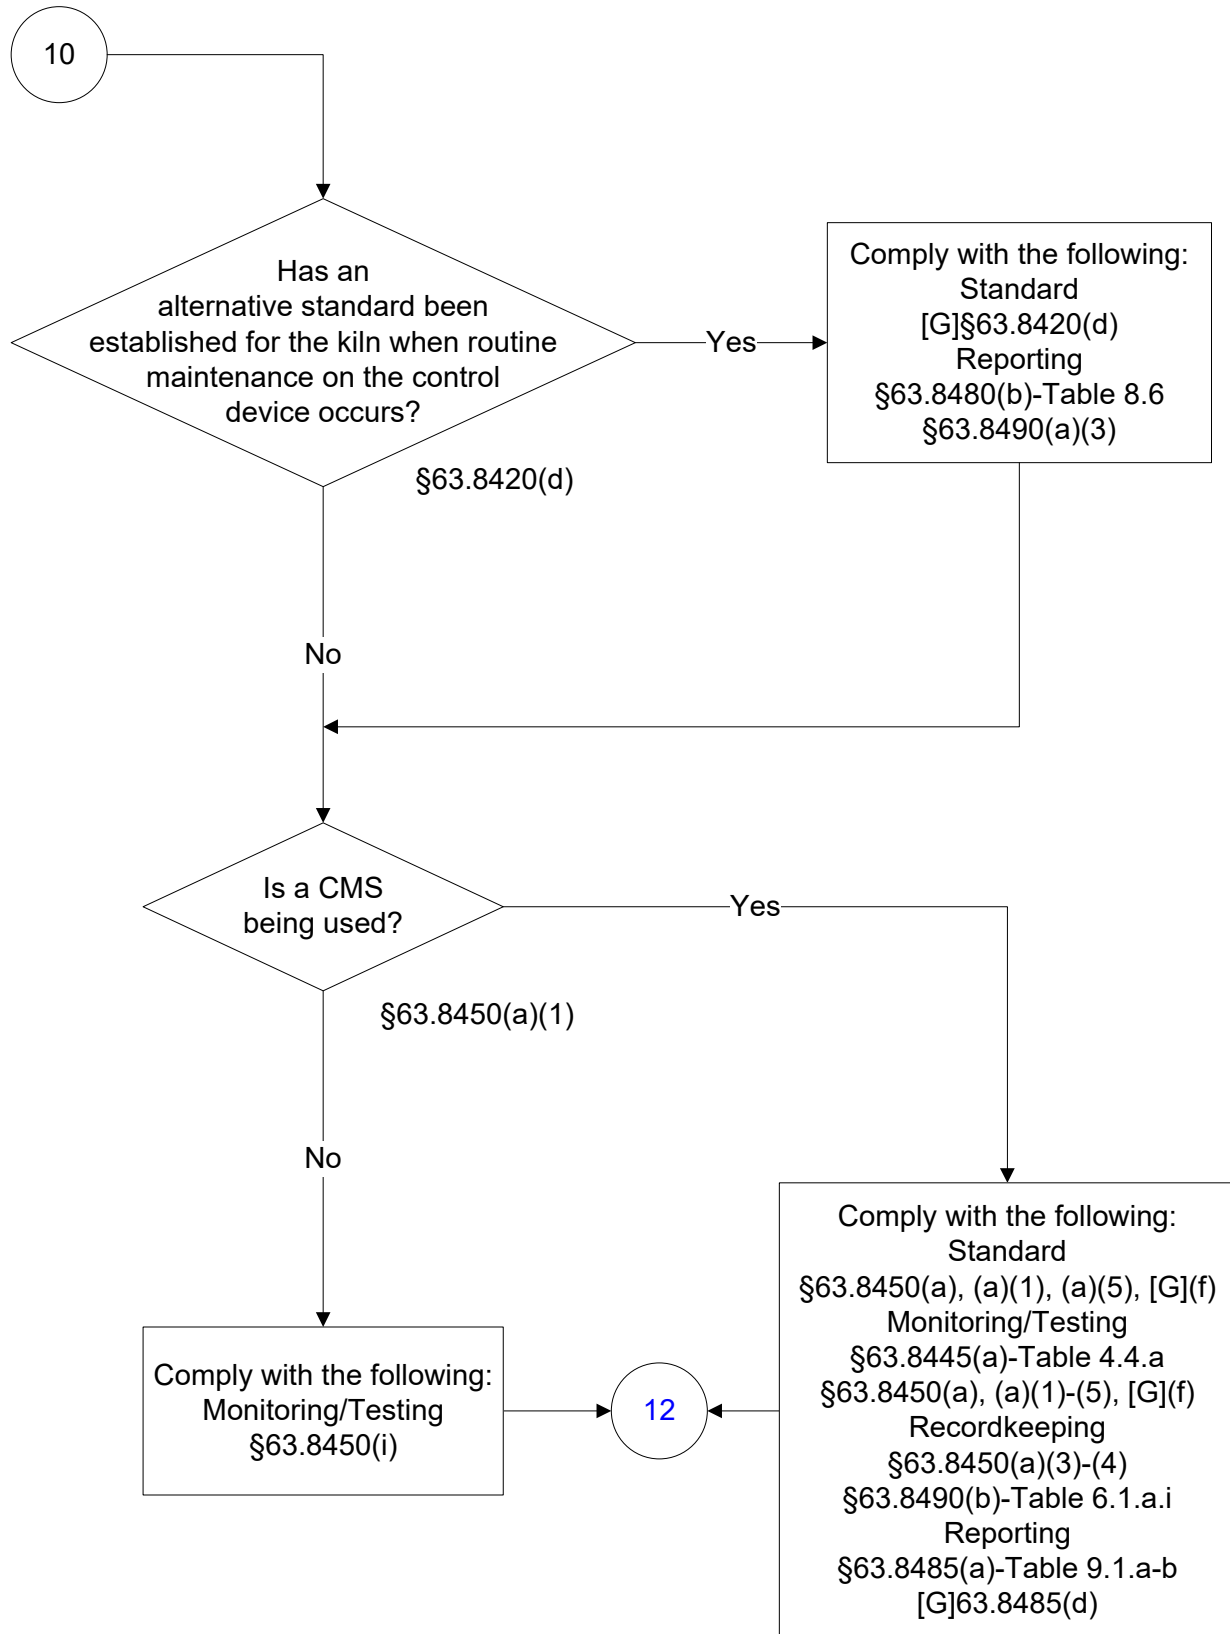 10
Has an
alternative standard been
established for the kiln when routine
maintenance on the control
device occurs?
§63.8420(d)
Yes
Comply with the following:
Standard
[G]§63.8420(d)
Reporting
§63.8480(b)-Table 8.6
§63.8490(a)(3)
No
Is a CMS
being used?
§63.8450(a)(1)
Yes
No
Comply with the following:
Monitoring/Testing
§63.8450(i)
12
Comply with the following:
Standard
§63.8450(a), (a)(1), (a)(5), [G](f)
Monitoring/Testing
§63.8445(a)-Table 4.4.a
§63.8450(a), (a)(1)-(5), [G](f)
Recordkeeping
§63.8450(a)(3)-(4)
§63.8490(b)-Table 6.1.a.i
Reporting
§63.8485(a)-Table 9.1.a-b
[G]63.8485(d)